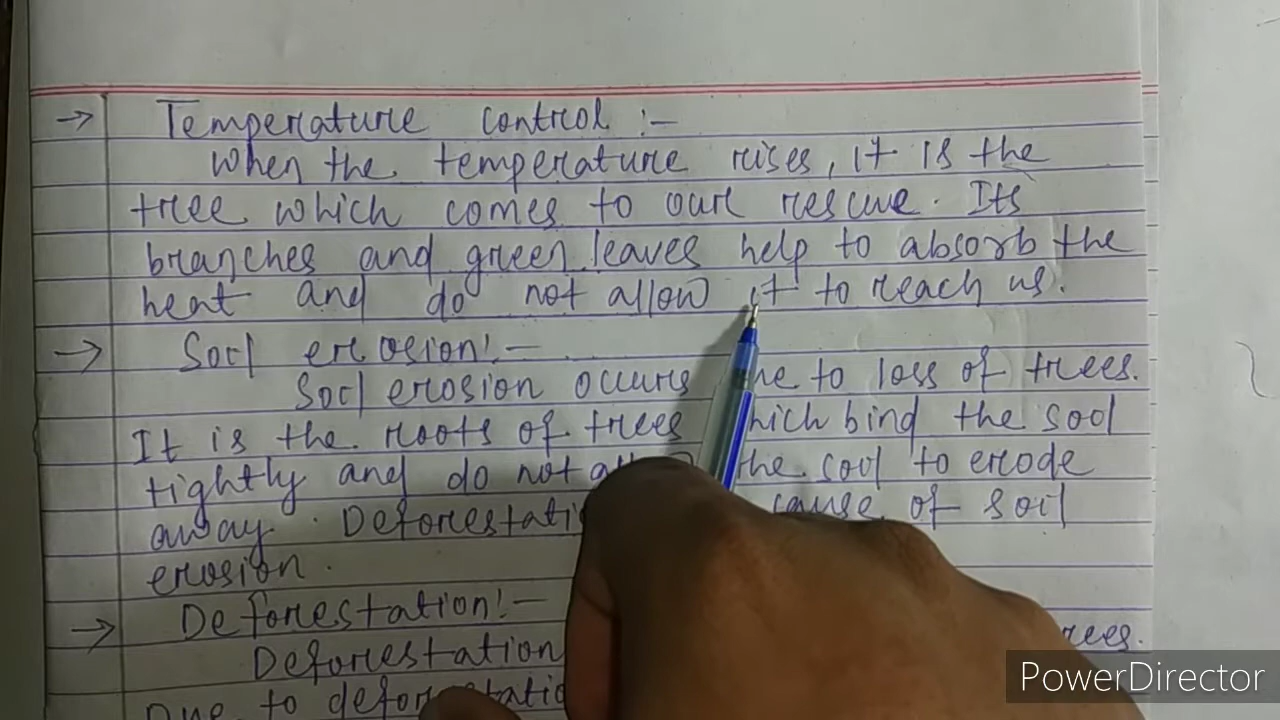 → Temperature control :-
When the temperature rises, it is the
tree which comes to our rescue. Its
branches and green leaves help to absorb the
heat and do not allow it to reach us.
→ Soil erosion :-
Soil erosion occurs to loss of trees.
It is the roots of trees bind the soil
tightly and do not the soil to erode
away. cause of soil
erosion.
→ Deforestation :-
Deforestation
Due to
PowerDirector